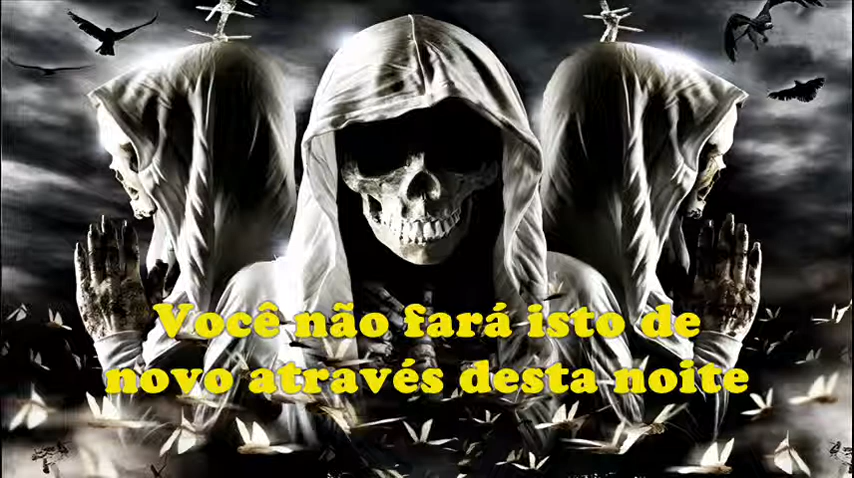 Você não fará isto de
novo através desta noite